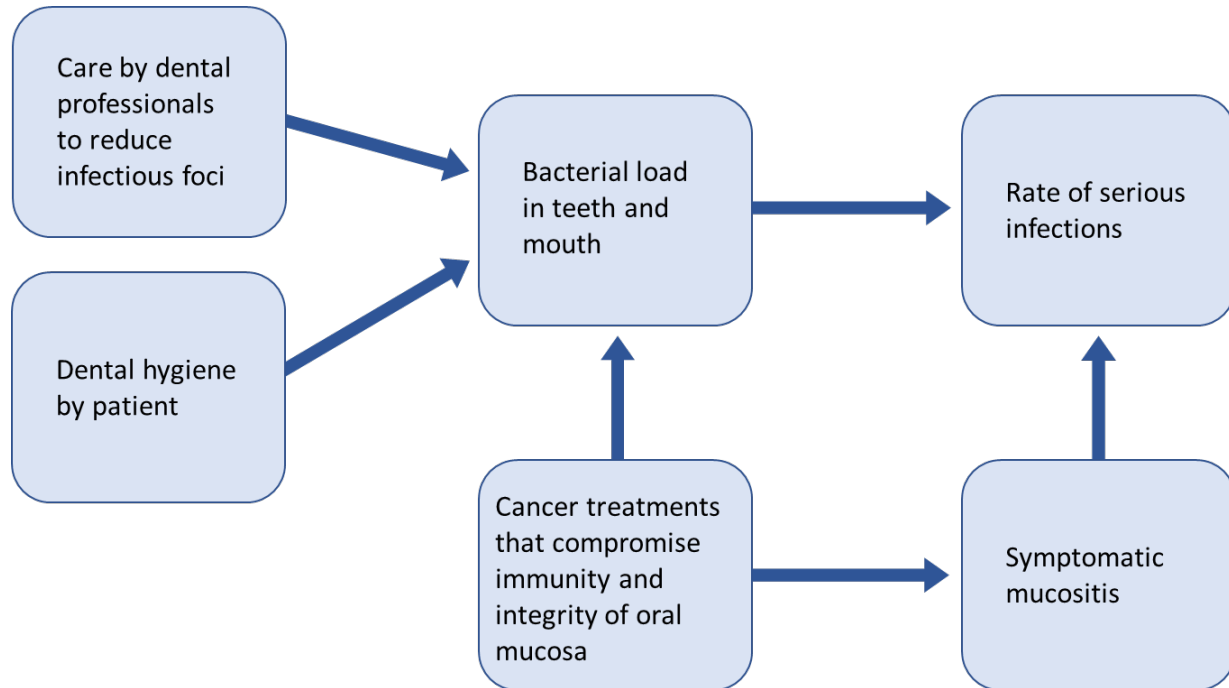 Care by dental
professionals
to reduce
infectious foci
Bacterial load
in teeth and
mouth
Rate of serious
infections
Dental hygiene
by patient
Cancer treatments
that compromise
immunity and
integrity of oral
mucosa
Symptomatic
mucositis